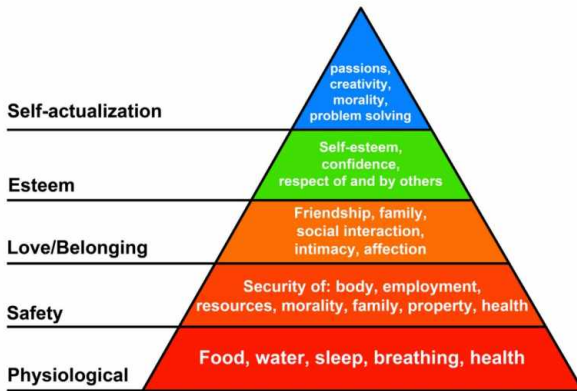 passions,
creativity,
morality,
problem solving
Self-actualization
Self-esteem,
confidence,
respect of and by others
Esteem
Friendship, family,
social interaction,
intimacy, affection
Love/Belonging
Security of: body, employment,
resources, morality, family, property, health
Safety
Food, water, sleep, breathing, health
Physiological